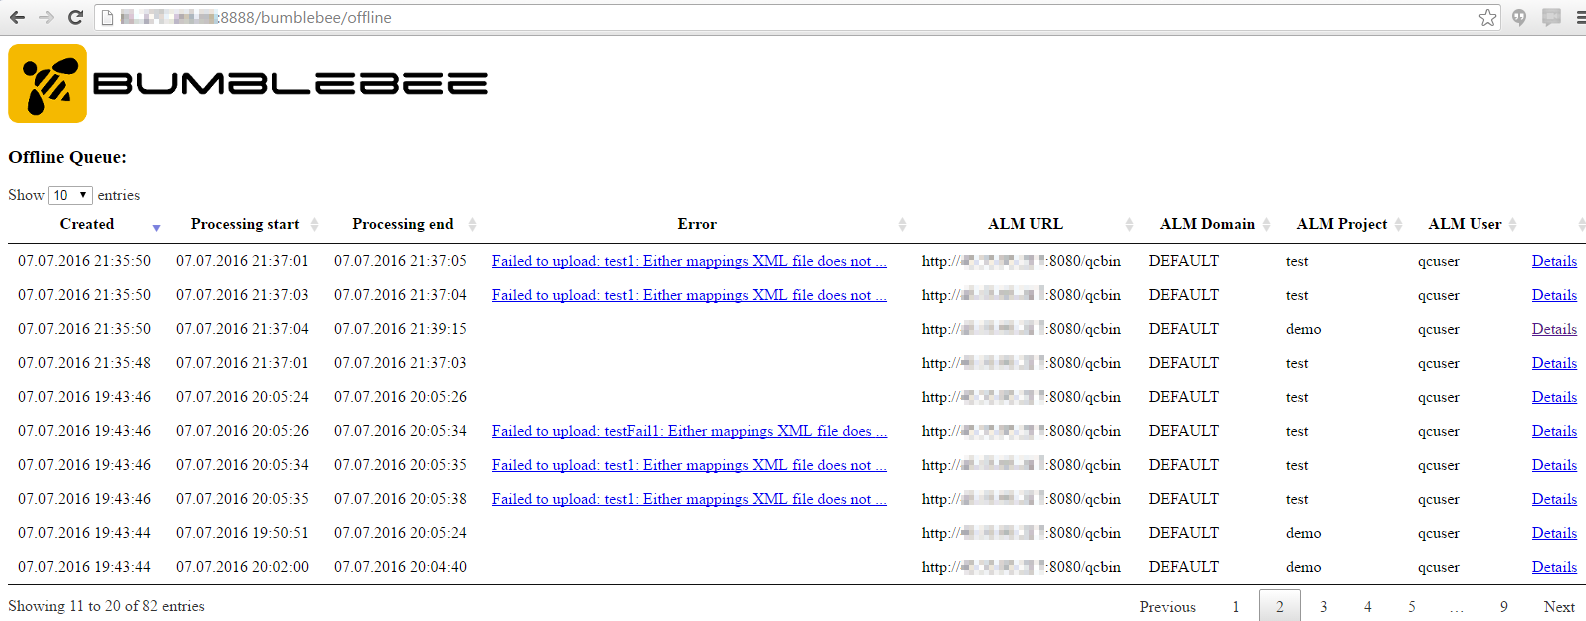 :8888/bumblebee/offline
BUMBLEBEE
Offline Queue:
Show 10 entries
Created Processing start Processing end Error ALM URL ALM Domain ALM Project ALM User
07.07.2016 21:35:50 07.07.2016 21:37:01 07.07.2016 21:37:05 Failed to upload: test1: Either mappings XML file does not ... http:// :8080/qcbin DEFAULT test qcuser Details
07.07.2016 21:35:50 07.07.2016 21:37:03 07.07.2016 21:37:04 Failed to upload: test1: Either mappings XML file does not ... http:// :8080/qcbin DEFAULT test qcuser Details
07.07.2016 21:35:50 07.07.2016 21:37:04 07.07.2016 21:39:15 http:// :8080/qcbin DEFAULT demo qcuser Details
07.07.2016 21:35:48 07.07.2016 21:37:01 07.07.2016 21:37:03 http:// :8080/qcbin DEFAULT test qcuser Details
07.07.2016 19:43:46 07.07.2016 20:05:24 07.07.2016 20:05:26 http:// :8080/qcbin DEFAULT test qcuser Details
07.07.2016 19:43:46 07.07.2016 20:05:26 07.07.2016 20:05:34 Failed to upload: testFail1: Either mappings XML file does ... http:// :8080/qcbin DEFAULT test qcuser Details
07.07.2016 19:43:46 07.07.2016 20:05:34 07.07.2016 20:05:35 Failed to upload: test1: Either mappings XML file does not ... http:// :8080/qcbin DEFAULT test qcuser Details
07.07.2016 19:43:46 07.07.2016 20:05:35 07.07.2016 20:05:38 Failed to upload: test1: Either mappings XML file does not ... http:// :8080/qcbin DEFAULT test qcuser Details
07.07.2016 19:43:44 07.07.2016 19:50:51 07.07.2016 20:05:24 http:// :8080/qcbin DEFAULT demo qcuser Details
07.07.2016 19:43:44 07.07.2016 20:02:00 07.07.2016 20:04:40 http:// :8080/qcbin DEFAULT demo qcuser Details
Showing 11 to 20 of 82 entries Previous 1 2 3 4 5 … 9 Next